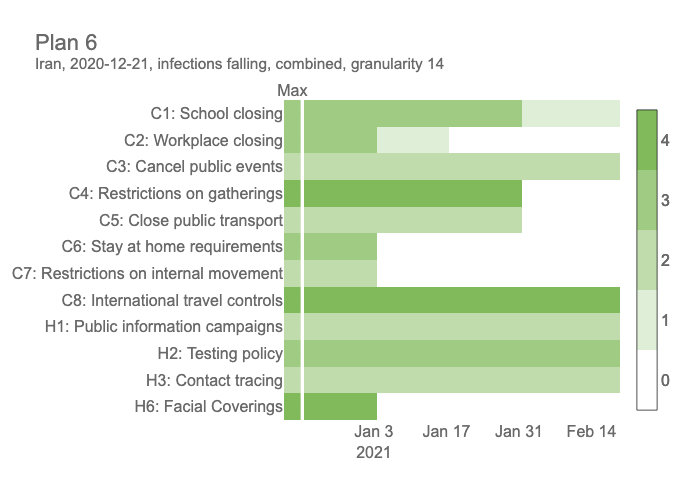 Plan 6
Iran, 2020-12-21, infections falling, combined, granularity 14
Max
C1: School closing
C2: Workplace closing
C3: Cancel public events
C4: Restrictions on gatherings
C5: Close public transport
C6: Stay at home requirements
C7: Restrictions on internal movement
C8: International travel controls
H1: Public information campaigns
H2: Testing policy
H3: Contact tracing
H6: Facial Coverings
Jan 3 Jan 17 Jan 31 Feb 14
2021
4
3
2
1
0